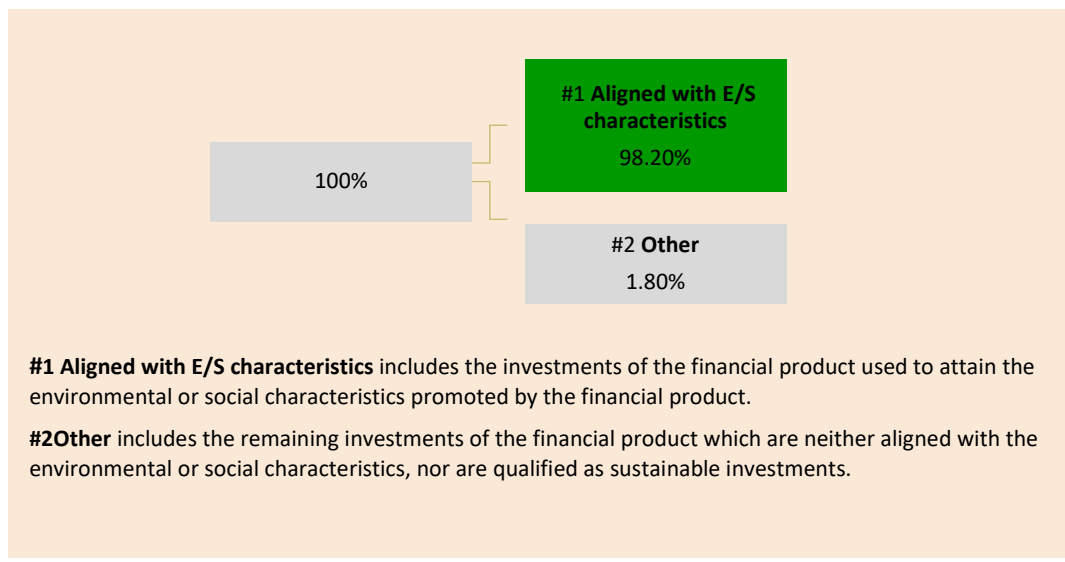 #1 Aligned with E/S
characteristics
98.20%
100%
#2 Other
1.80%
#1 Aligned with E/S characteristics includes the investments of the financial product used to attain the
environmental or social characteristics promoted by the financial product.
#2Other includes the remaining investments of the financial product which are neither aligned with the
environmental or social characteristics, nor are qualified as sustainable investments.